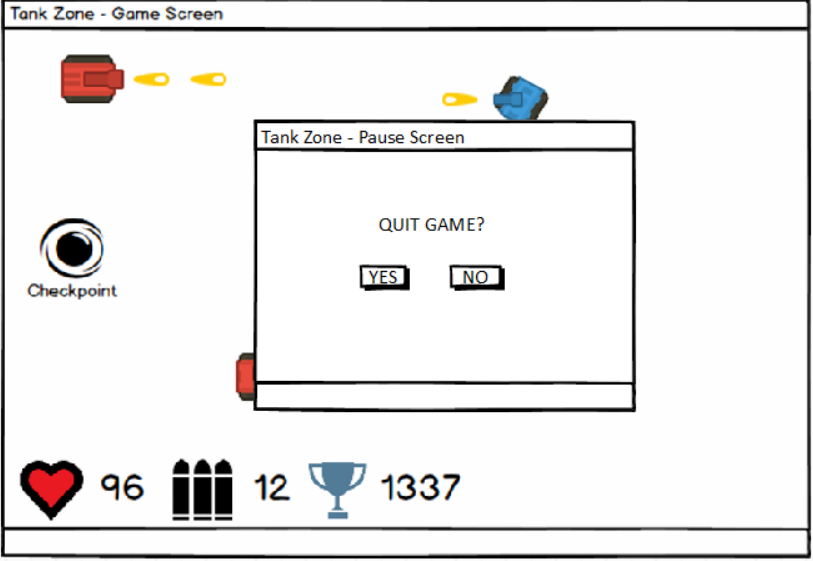 Tank Zone - Game Screen
Tank Zone - Pause Screen
QUIT GAME?
YES NO
Checkpoint
96 12 1337